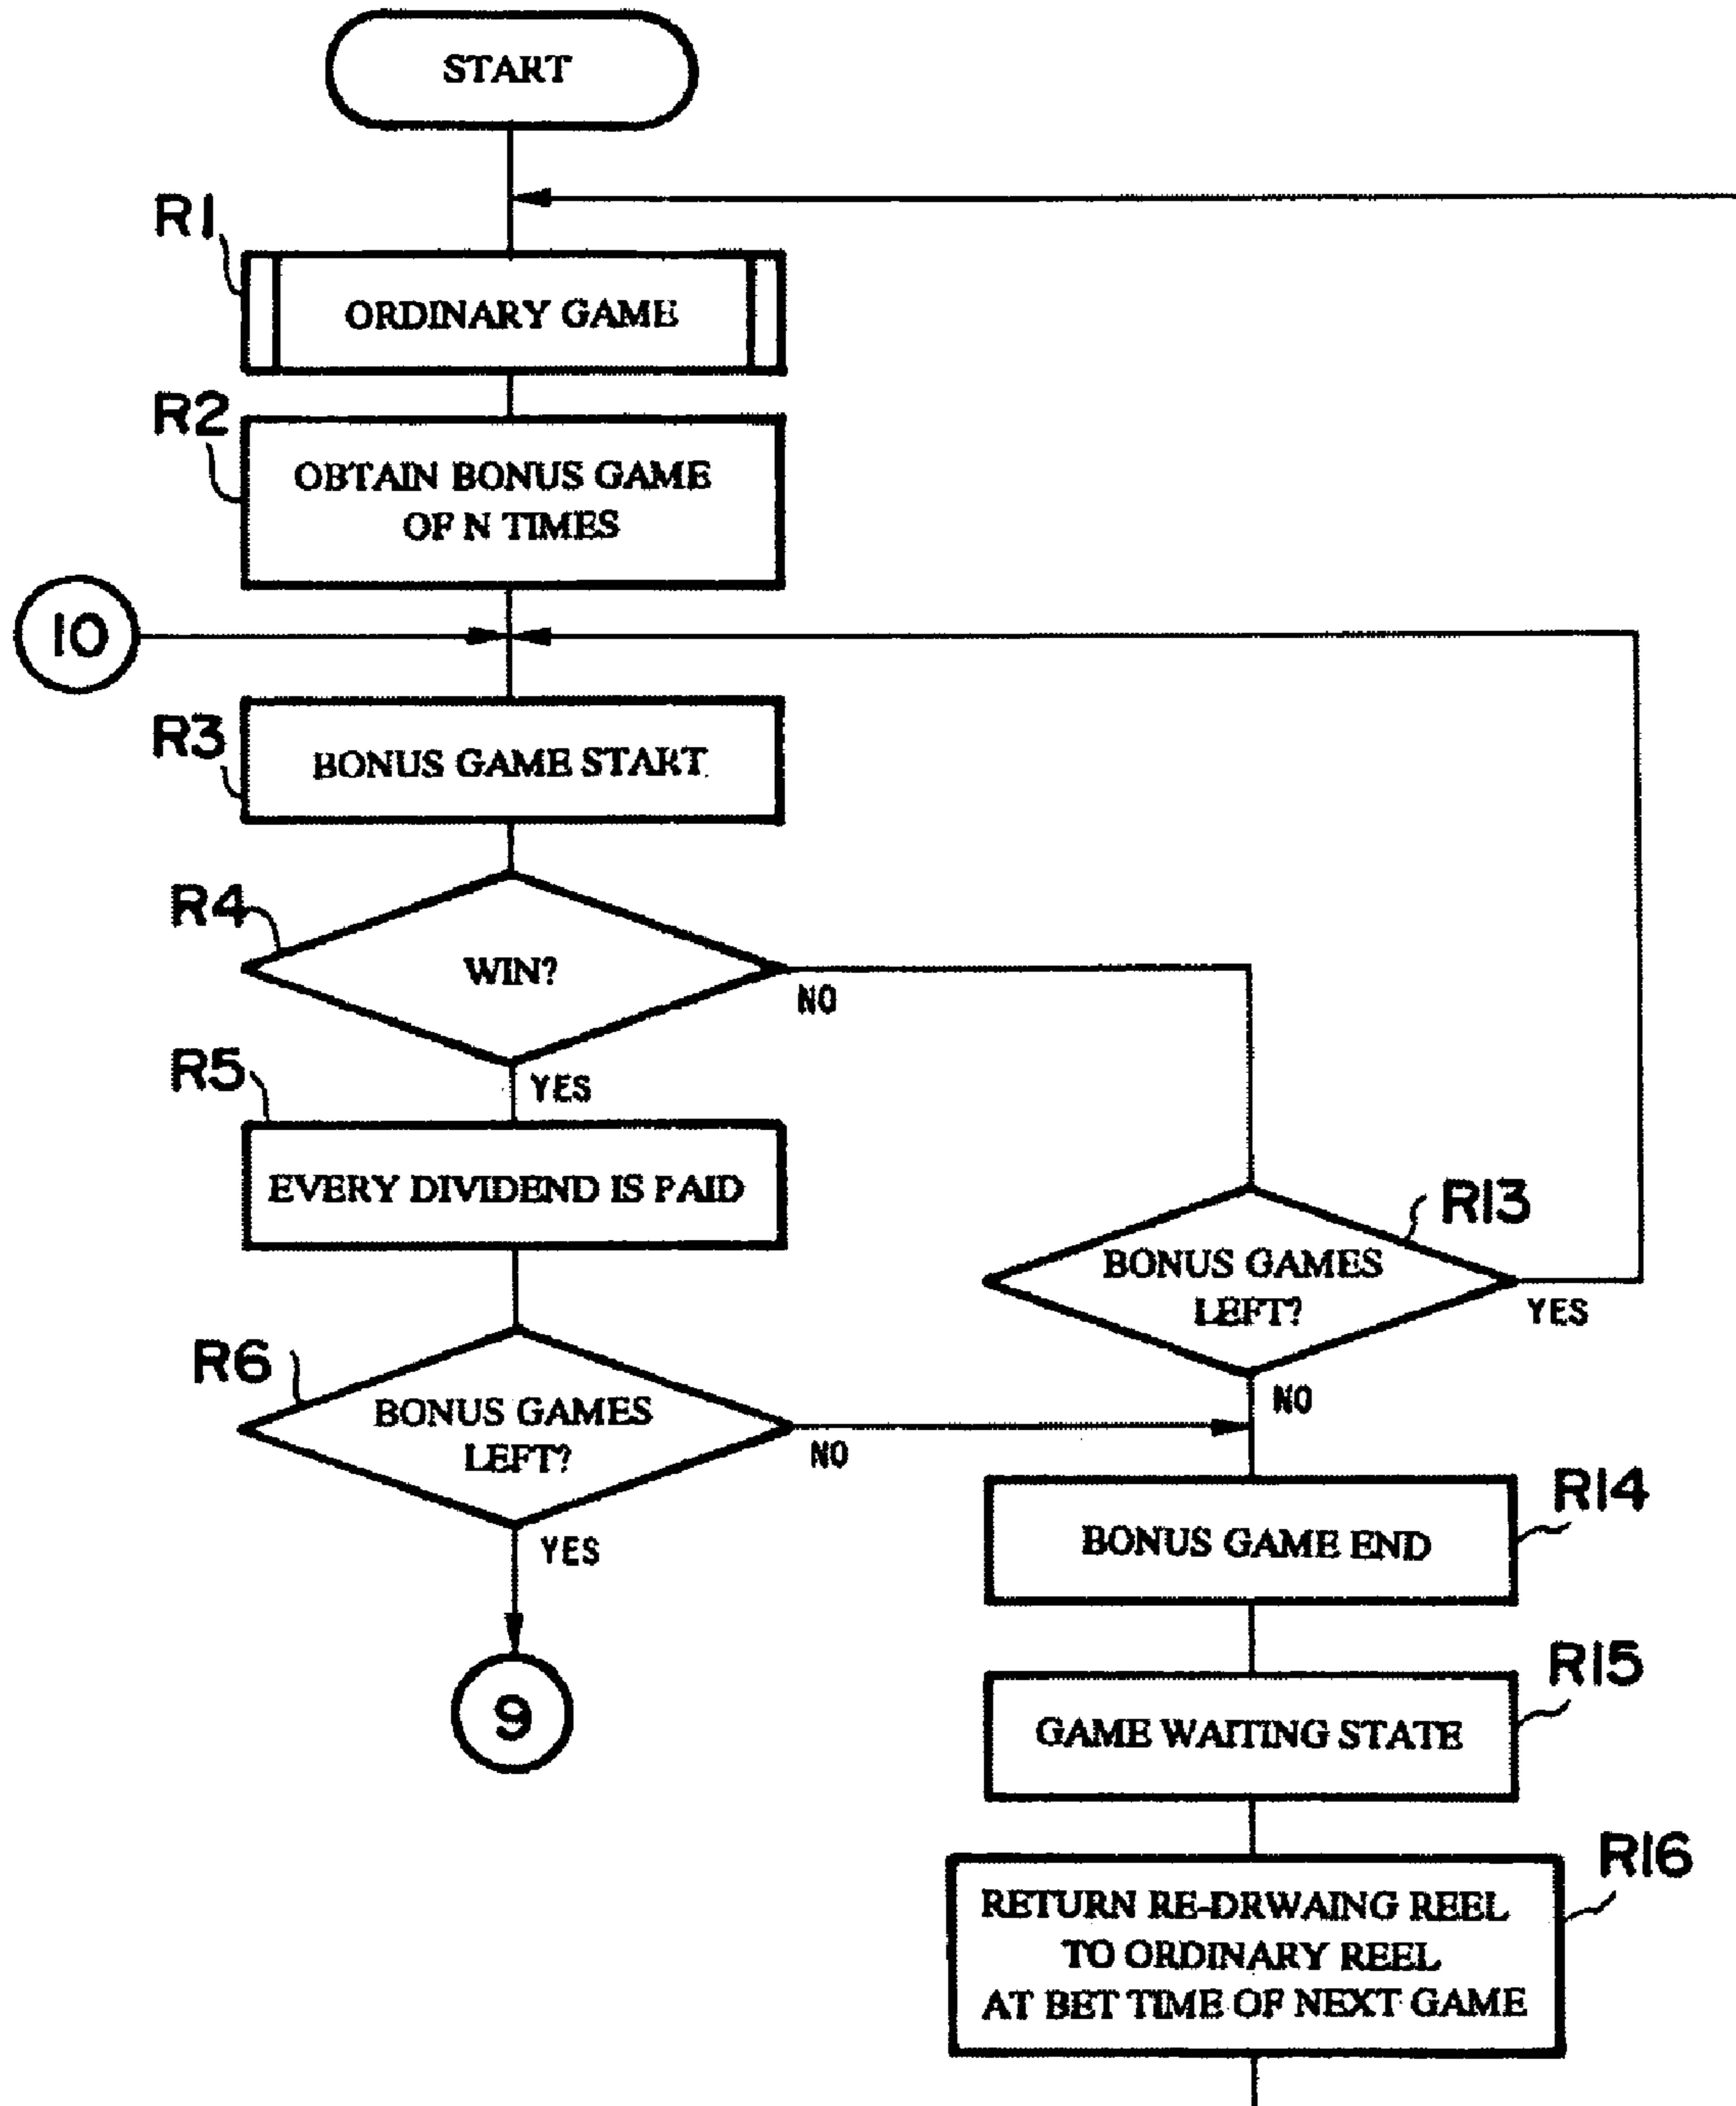 START
R1
ORDINARY GAME
R2
OBTAIN BONUS GAME
OF N TIMES
10
R3
BONUS GAME START
R4
WIN?
NO
YES
R5
EVERY DIVIDEND IS PAID
R13
BONUS GAMES
LEFT?
YES
NO
R6
BONUS GAMES
LEFT?
NO
YES
9
R14
BONUS GAME END
R15
GAME WAITING STATE
R16
RETURN RE-DRWAING REEL
TO ORDINARY REEL
AT BET TIME OF NEXT GAME